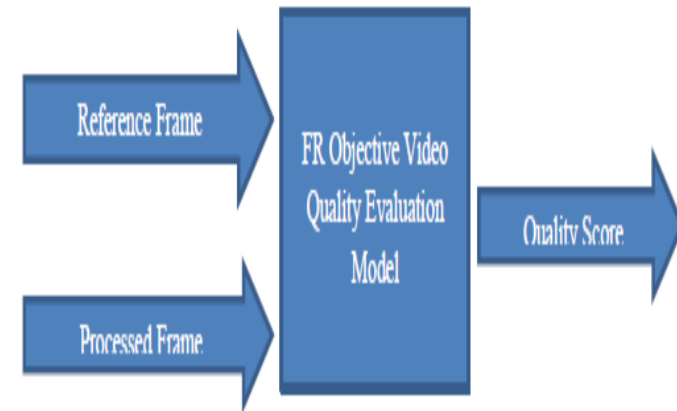 Reference Frame
FR Objective Video
Quality Evaluation
Model
Quality Score
Processed Frame